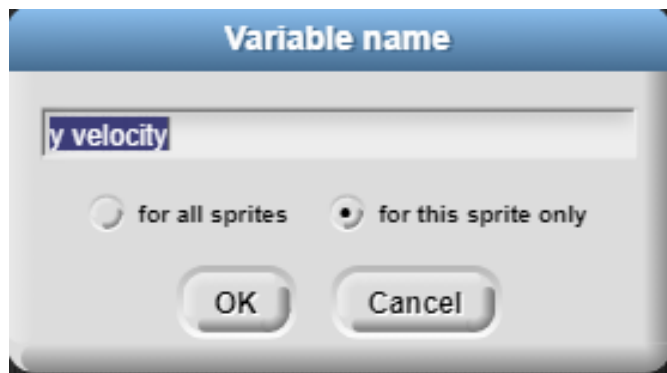 Variable name
y velocity
for all sprites for this sprite only
OK Cancel